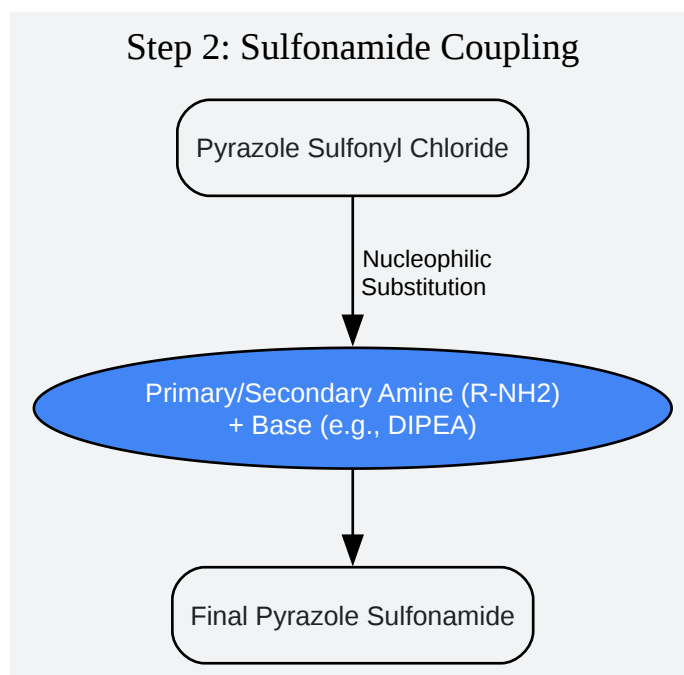 Step 2: Sulfonamide Coupling
Pyrazole Sulfonyl Chloride
Nucleophilic
Substitution
Primary/Secondary Amine (R-NH2)
+ Base (e.g., DIPEA)
Final Pyrazole Sulfonamide